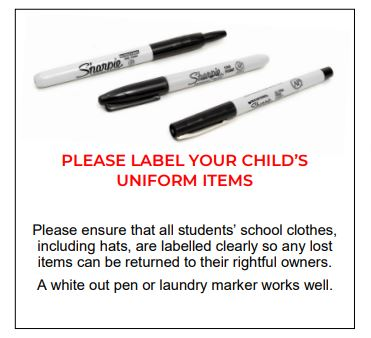 Sharpie
Sharpie
Sharpie
PLEASE LABEL YOUR CHILD’S
UNIFORM ITEMS
Please ensure that all students’ school clothes,
including hats, are labelled clearly so any lost
items can be returned to their rightful owners.
A white out pen or laundry marker works well.